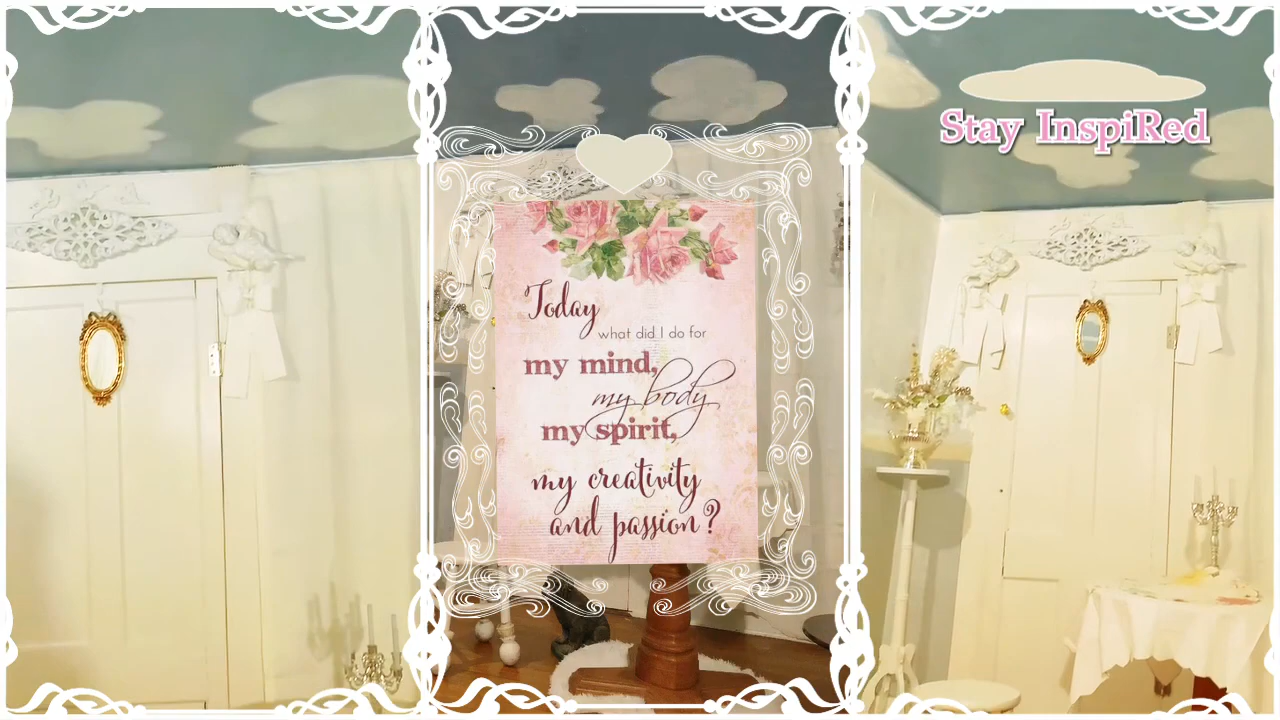 Stay InspiRed
Today
what did I do for
my mind,
my body
my spirit,
my creativity
and passion?